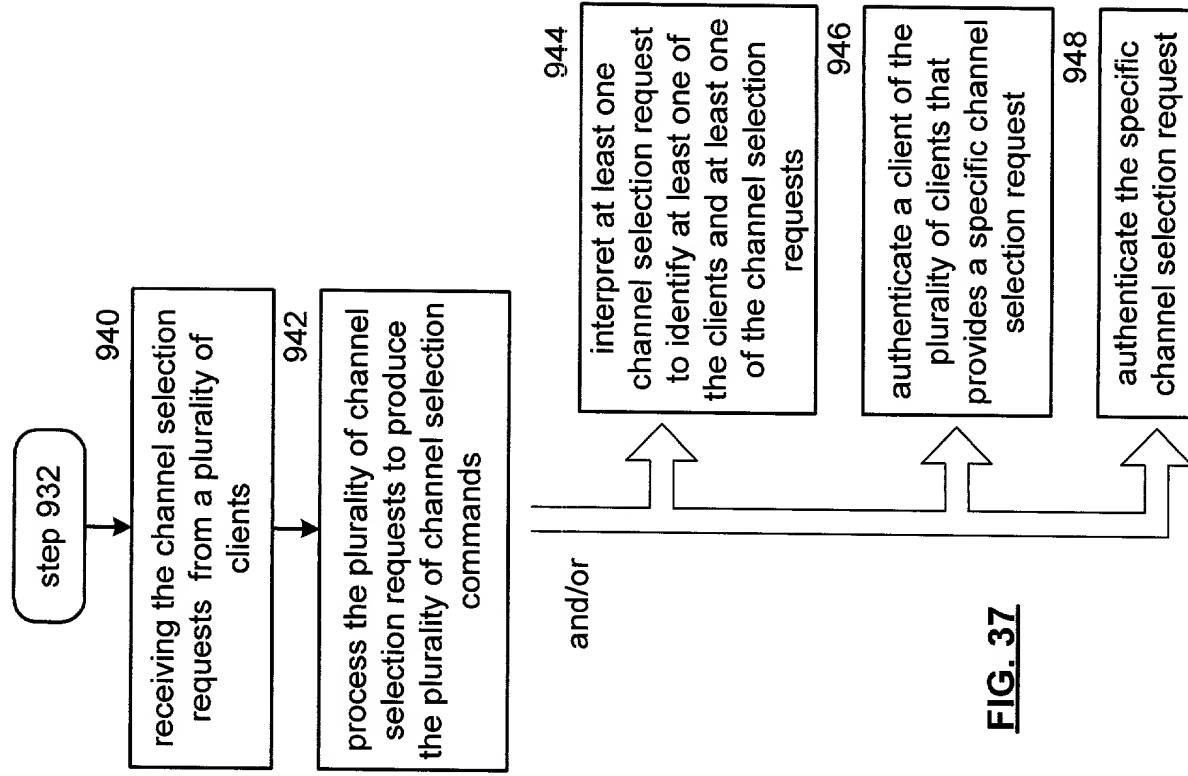 step 932
940
receiving the channel selection
requests from a plurality of
clients
942
process the plurality of channel
selection requests to produce
the plurality of channel selection
commands
and/or
944
interpret at least one
channel selection request
to identify at least one of
the clients and at least one
of the channel selection
requests
946
authenticate a client of the
plurality of clients that
provides a specific channel
selection request
948
authenticate the specific
channel selection request
FIG. 37